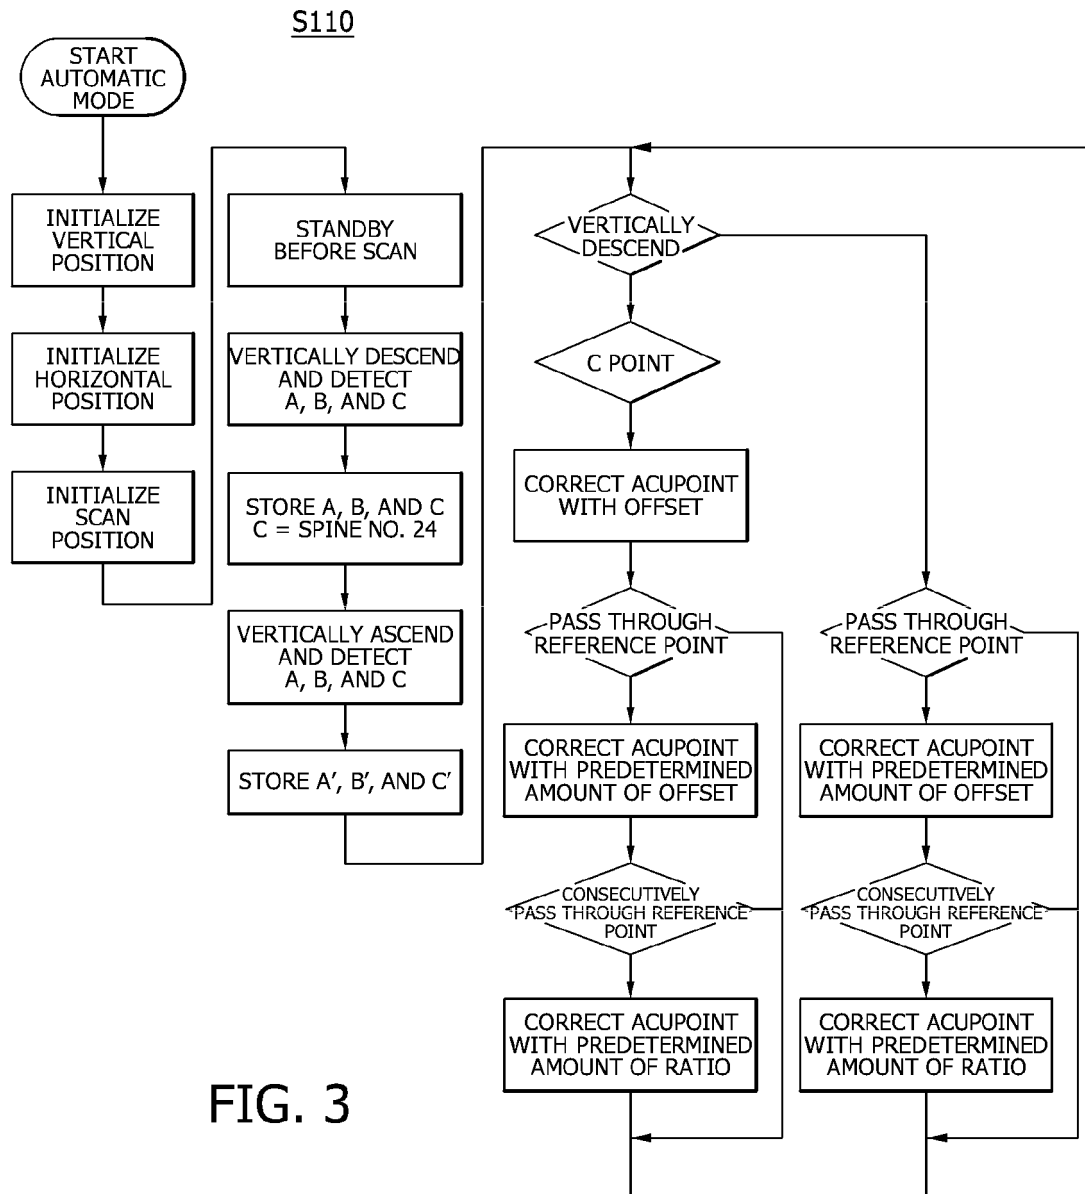 S110
START
AUTOMATIC
MODE
INITIALIZE
VERTICAL
POSITION
INITIALIZE
HORIZONTAL
POSITION
INITIALIZE
SCAN
POSITION
STANDBY
BEFORE SCAN
VERTICALLY DESCEND
AND DETECT
A, B, AND C
STORE A, B, AND C
C = SPINE NO. 24
VERTICALLY ASCEND
AND DETECT
A, B, AND C
STORE A′, B′, AND C′
VERTICALLY
DESCEND
C POINT
CORRECT ACUPOINT
WITH OFFSET
PASS THROUGH
REFERENCE POINT
CORRECT ACUPOINT
WITH PREDETERMINED
AMOUNT OF OFFSET
CONSECUTIVELY
PASS THROUGH REFERENCE
POINT
CORRECT ACUPOINT
WITH PREDETERMINED
AMOUNT OF RATIO
PASS THROUGH
REFERENCE POINT
CORRECT ACUPOINT
WITH PREDETERMINED
AMOUNT OF OFFSET
CONSECUTIVELY
PASS THROUGH REFERENCE
POINT
CORRECT ACUPOINT
WITH PREDETERMINED
AMOUNT OF RATIO
FIG. 3